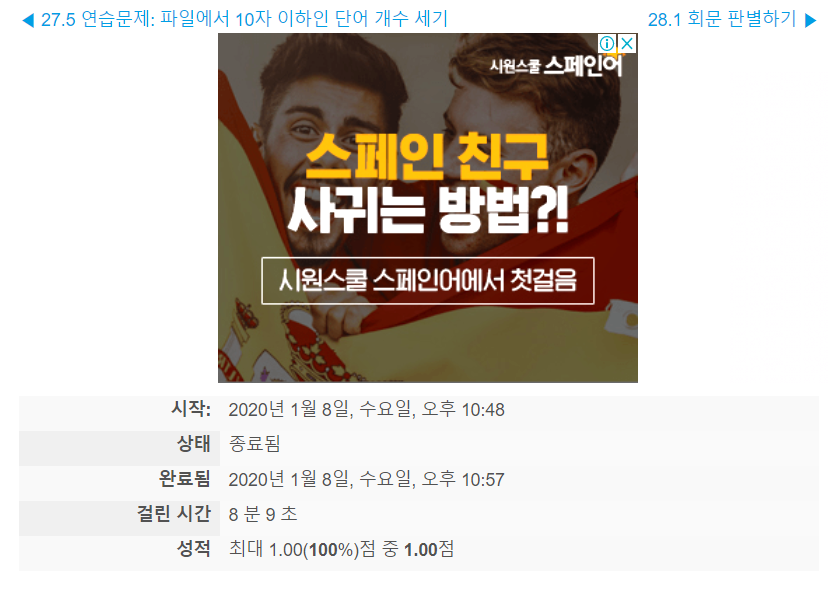 ◀ 27.5 연습문제: 파일에서 10자 이하인 단어 개수 세기
28.1 회문 판별하기 ▶
시원스쿨 스페인어
스페인 친구
사귀는 방법?!
시원스쿨 스페인어에서 첫걸음
시작: 2020년 1월 8일, 수요일, 오후 10:48
상태 종료됨
완료됨 2020년 1월 8일, 수요일, 오후 10:57
걸린 시간 8 분 9 초
성적 최대 1.00(100%)점 중 1.00점